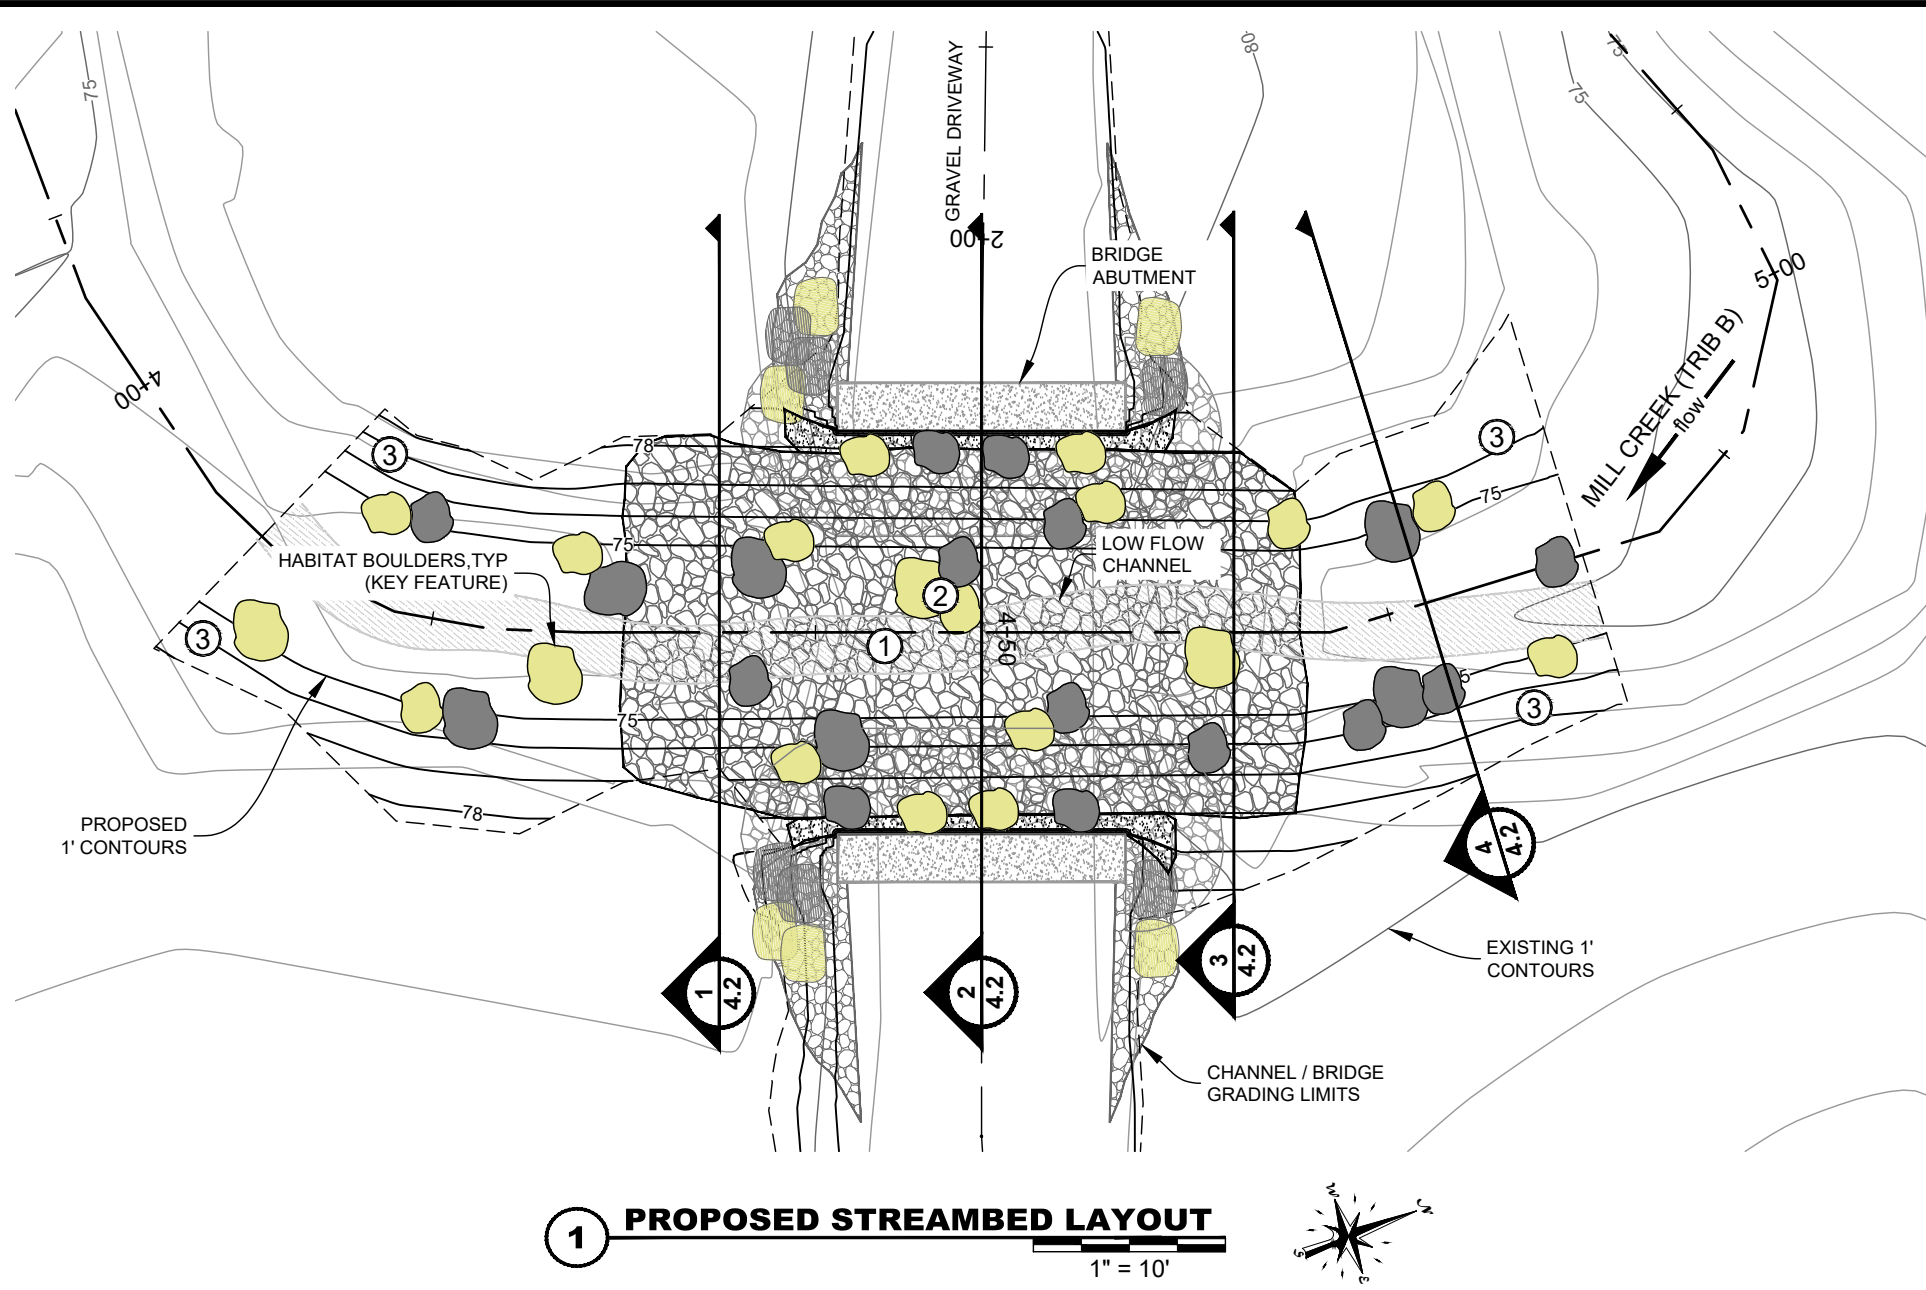 75
80
75
75
GRAVEL DRIVEWAY
2+00
BRIDGE
ABUTMENT
5+00
MILL CREEK (TRIB B)
flow
4+00
3
78
3
75
75
HABITAT BOULDERS,TYP
(KEY FEATURE)
LOW FLOW
CHANNEL
2
1
4+50
3
75
3
PROPOSED
1' CONTOURS
78
4
4.2
EXISTING 1'
CONTOURS
1
4.2
2
4.2
3
4.2
CHANNEL / BRIDGE
GRADING LIMITS
1
PROPOSED STREAMBED LAYOUT
1" = 10'
W
N
S
E